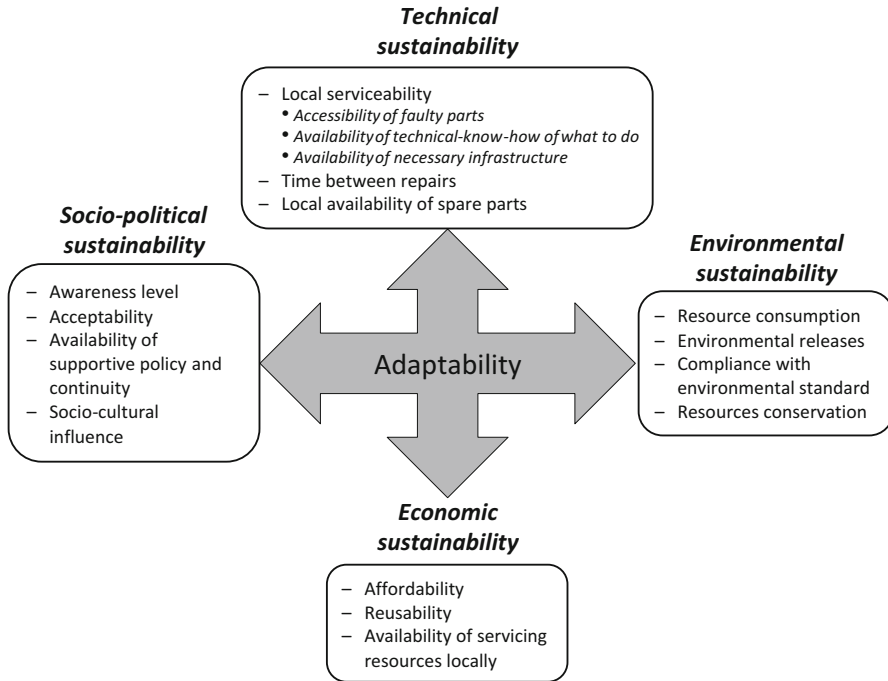 Technical
sustainability
– Local serviceability
• Accessibility of faulty parts
• Availability of technical-know-how of what to do
• Availability of necessary infrastructure
– Time between repairs
– Local availability of spare parts
Socio-political
sustainability
– Awareness level
– Acceptability
– Availability of
supportive policy and
continuity
– Socio-cultural
influence
Adaptability
Environmental
sustainability
– Resource consumption
– Environmental releases
– Compliance with
environmental standard
– Resources conservation
Economic
sustainability
– Affordability
– Reusability
– Availability of servicing
resources locally